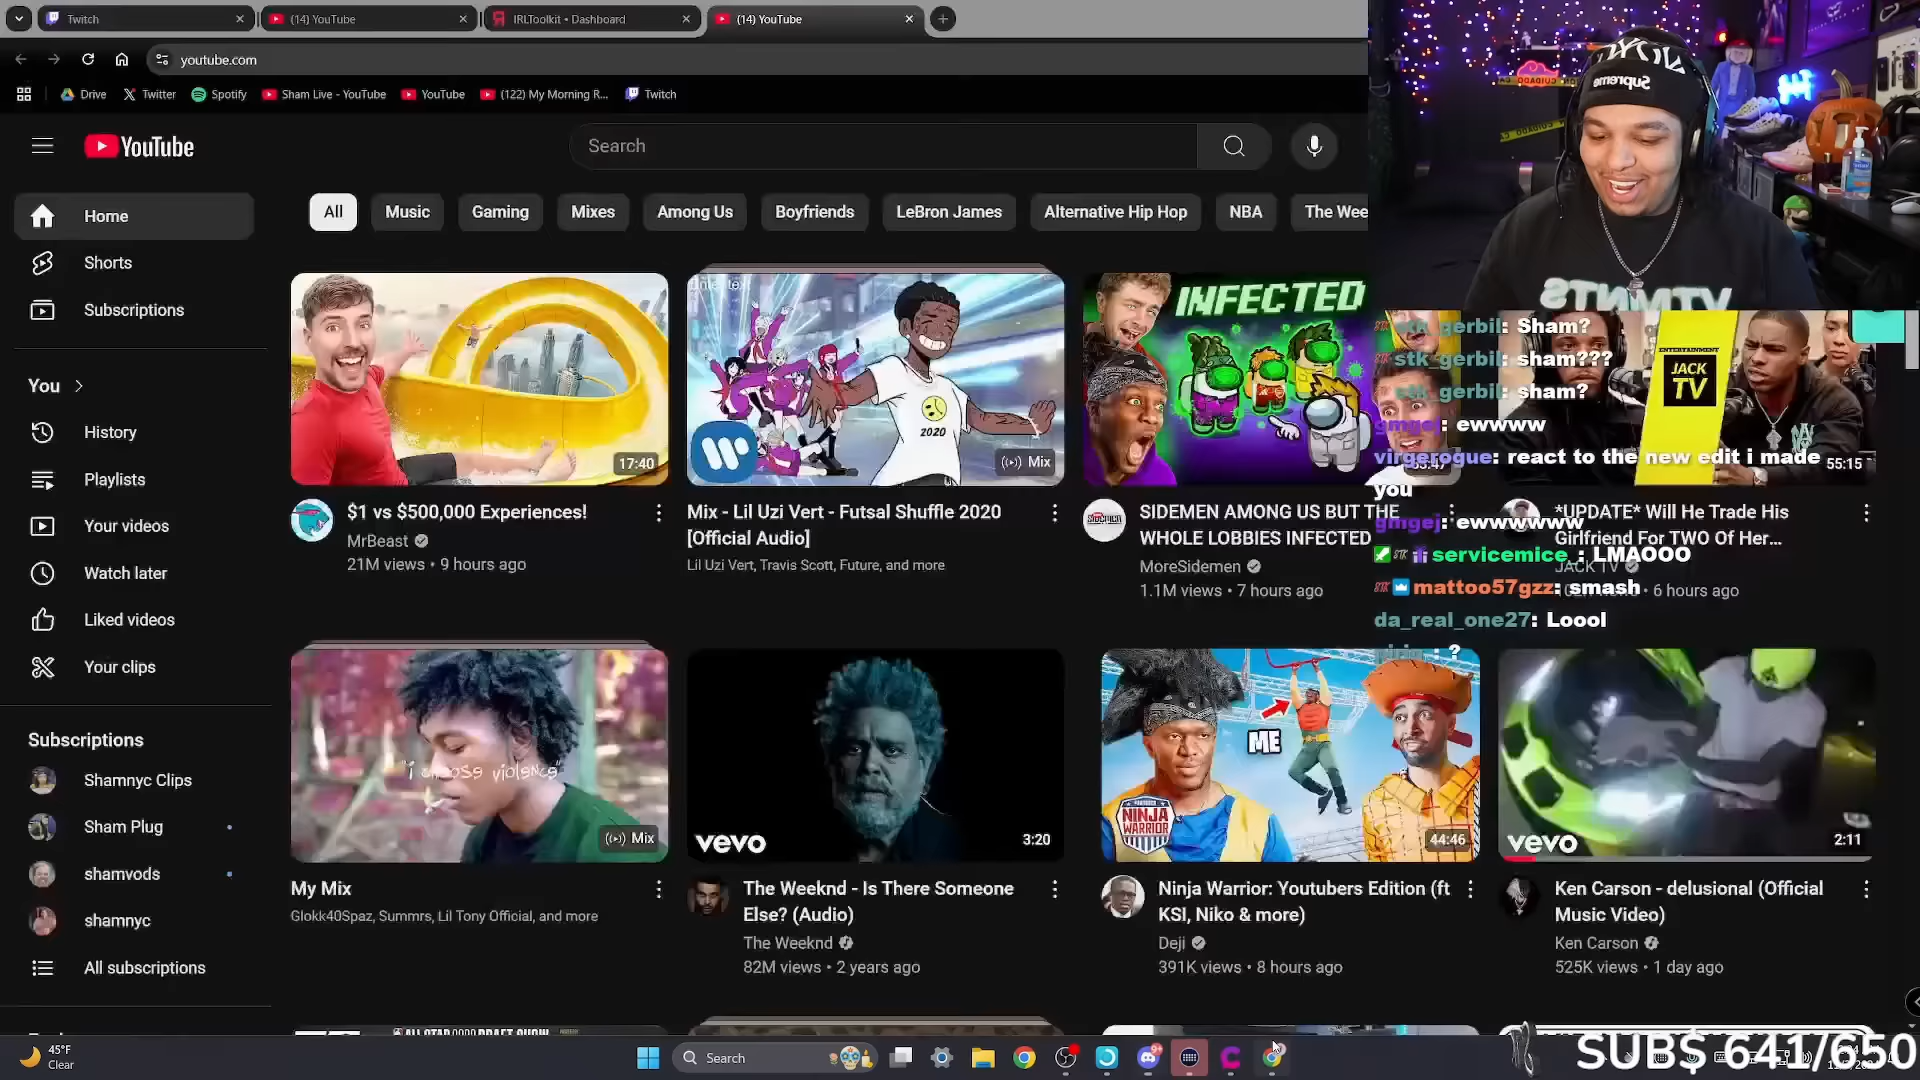 Twitch
(14) YouTube
IRLToolkit • Dashboard
(14) YouTube
youtube.com
Drive
Twitter
Spotify
Sham Live - YouTube
YouTube
(122) My Morning R...
Twitch
YouTube
Search
Home
Shorts
Subscriptions
You
History
Playlists
Your videos
Watch later
Liked videos
Your clips
Subscriptions
Shamnyc Clips
Sham Plug
shamvods
shamnyc
All subscriptions
All
Music
Gaming
Mixes
Among Us
Boyfriends
LeBron James
Alternative Hip Hop
NBA
The Wee
17:40
2020
Mix
INFECTED
ENTERTAINMENT
JACK
TV
55:15
$1 vs $500,000 Experiences!
MrBeast
21M views • 9 hours ago
Mix - Lil Uzi Vert - Futsal Shuffle 2020
[Official Audio]
Lil Uzi Vert, Travis Scott, Future, and more
SIDEMEN AMONG US BUT THE
WHOLE LOBBIES INFECTED
MoreSidemen
1.1M views • 7 hours ago
*UPDATE* Will He Trade His
Girlfriend For TWO Of Her...
JACK TV
6 hours ago
Supreme
stk_gerbil: Sham?
stk_gerbil: sham???
stk_gerbil: sham?
gmgej: ewwww
virgerogue: react to the new edit i made
you
gmgej: ewwwwww
servicemice_: LMAOOO
mattoo57gzz: smash
da_real_one27: Loool
?
"i choose violence"
Mix
vevo
3:20
ME
NINJA
WARRIOR
44:46
vevo
2:11
My Mix
Glokk40Spaz, Summrs, Lil Tony Official, and more
The Weeknd - Is There Someone
Else? (Audio)
The Weeknd
82M views • 2 years ago
Ninja Warrior: Youtubers Edition (ft
KSI, Niko & more)
Deji
391K views • 8 hours ago
Ken Carson - delusional (Official
Music Video)
Ken Carson
525K views • 1 day ago
45°F
Clear
Search
SUB$ 641/650